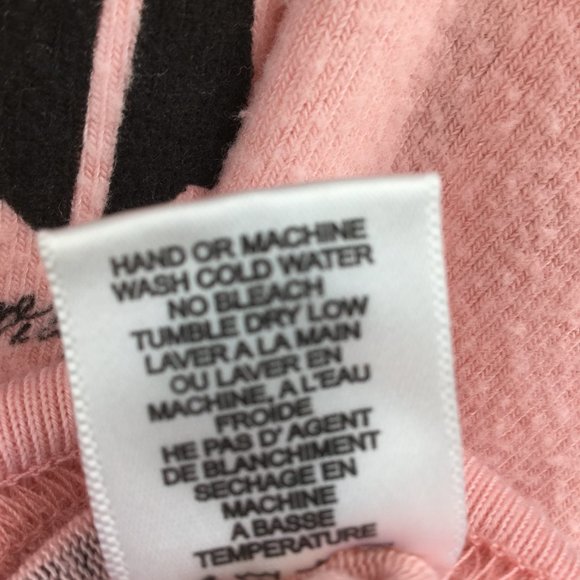 HAND OR MACHINE
WASH COLD WATER
NO BLEACH
TUMBLE DRY LOW
LAVER A LA MAIN
OU LAVER EN
MACHINE, A L'EAU
FROIDE
HE PAS D'AGENT
DE BLANCHIMENT
SECHAGE EN
MACHINE
A BASSE
TEMPERATURE